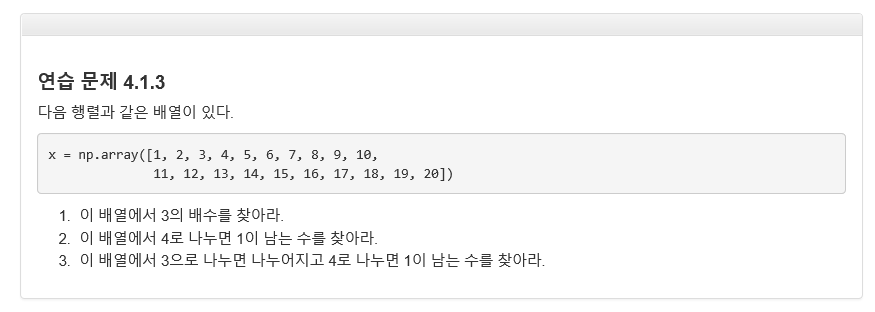 연습 문제 4.1.3
다음 행렬과 같은 배열이 있다.
x = np.array([1, 2, 3, 4, 5, 6, 7, 8, 9, 10,
11, 12, 13, 14, 15, 16, 17, 18, 19, 20])
1. 이 배열에서 3의 배수를 찾아라.
2. 이 배열에서 4로 나누면 1이 남는 수를 찾아라.
3. 이 배열에서 3으로 나누면 나누어지고 4로 나누면 1이 남는 수를 찾아라.